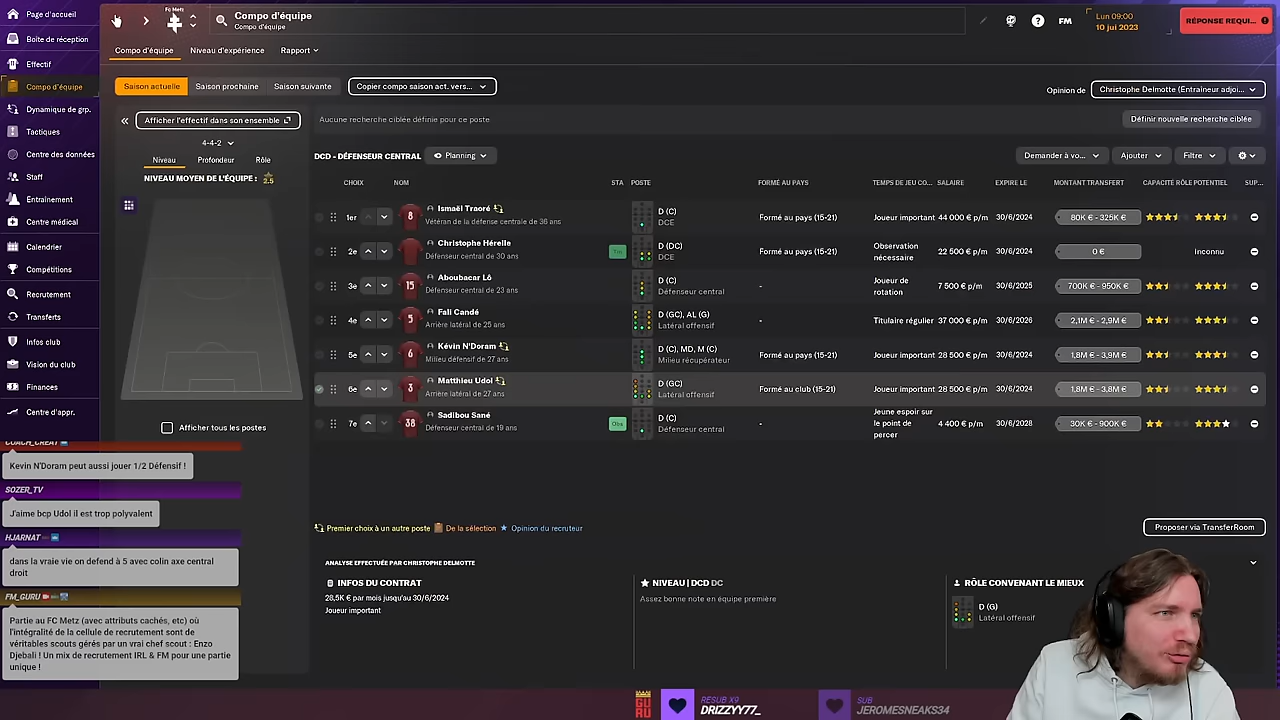 Page d'accueil
Boîte de réception
Effectif
Compo d'équipe
Dynamique de grp.
Tactiques
Centre des données
Staff
Entraînement
Centre médical
Calendrier
Compétitions
Recrutement
Transferts
Infos club
Vision du club
Finances
Centre d'appr.
Fc Metz
Compo d'équipe
Compo d'équipe
FM
Lun 09:00
10 jui 2023
RÉPONSE REQUI...
Compo d'équipe
Niveau d'expérience
Rapport
Saison actuelle
Saison prochaine
Saison suivante
Copier compo saison act. vers...
Opinion de
Christophe Delmotte (Entraîneur adjoi...
Afficher l'effectif dans son ensemble
Aucune recherche ciblée définie pour ce poste
Définir nouvelle recherche ciblée
4-4-2
Niveau
Profondeur
Rôle
NIVEAU MOYEN DE L'ÉQUIPE :
2.5
Afficher tous les postes
DCD - DÉFENSEUR CENTRAL
Planning
Demander à vo...
Ajouter
Filtre
CHOIX NOM STA POSTE FORMÉ AU PAYS TEMPS DE JEU CO... SALAIRE EXPIRE LE MONTANT TRANSFERT CAPACITÉ RÔLE POTENTIEL SUP...
1er 8 Ismaël Traoré D (C) Formé au pays (15-21) Joueur important 44 000 € p/m 30/6/2024 80K € - 325K €
Vétéran de la défense centrale de 36 ans DCE
2e Christophe Hérelle D (DC) Formé au pays (15-21) Observation nécessaire 22 500 € p/m 30/6/2024 0 € Inconnu
Défenseur central de 30 ans DCE
3e 15 Aboubacar Lô D (C) - Joueur de rotation 7 500 € p/m 30/6/2025 700K € - 950K €
Défenseur central de 23 ans Défenseur central
4e 5 Fali Candé D (GC), AL (G) - Titulaire régulier 37 000 € p/m 30/6/2026 2,1M € - 2,9M €
Arrière latéral de 25 ans Latéral offensif
5e 6 Kévin N'Doram D (C), MD, M (C) Formé au pays (15-21) Joueur important 28 500 € p/m 30/6/2024 1,8M € - 3,9M €
Milieu défensif de 27 ans Milieu récupérateur
6e 3 Matthieu Udol D (GC) Formé au club (15-21) Joueur important 28 500 € p/m 30/6/2024 1,8M € - 3,8M €
Arrière latéral de 27 ans Latéral offensif
7e 38 Sadibou Sané Obs D (C) - Jeune espoir sur le point de percer 4 400 € p/m 30/6/2028 30K € - 900K €
Défenseur central de 19 ans Défenseur central
Premier choix à un autre poste
De la sélection
Opinion du recruteur
Proposer via TransferRoom
ANALYSE EFFECTUÉE PAR CHRISTOPHE DELMOTTE
INFOS DU CONTRAT
28,5K € par mois jusqu'au 30/6/2024
Joueur important
NIVEAU | DCD DC
Assez bonne note en équipe première
RÔLE CONVENANT LE MIEUX
D (G)
Latéral offensif
COACH_CREAT
Kevin N'Doram peut aussi jouer 1/2 Défensif !
SOZER_TV
J'aime bcp Udol il est trop polyvalent
HJARNAT
dans la vraie vie on defend à 5 avec colin axe central
droit
FM_GURU
Partie au FC Metz (avec attributs cachés, etc) où
l'intégralité de la cellule de recrutement sont de
véritables scouts gérés par un vrai chef scout : Enzo
Djebali ! Un mix de recrutement IRL & FM pour une partie
unique !
GURU
RESUB X9
DRIZZYY77_
SUB
JEROMESNEAKS34